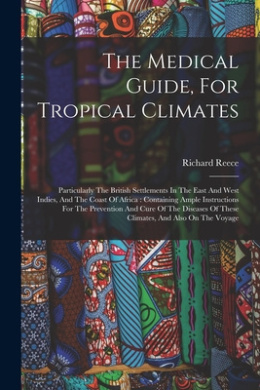 The Medical
Guide, For
Tropical Climates
Richard Reece
Particularly The British Settlements In The East And West
Indies, And The Coast Of Africa : Containing Ample Instructions
For The Prevention And Cure Of The Diseases Of These
Climates, And Also On The Voyage